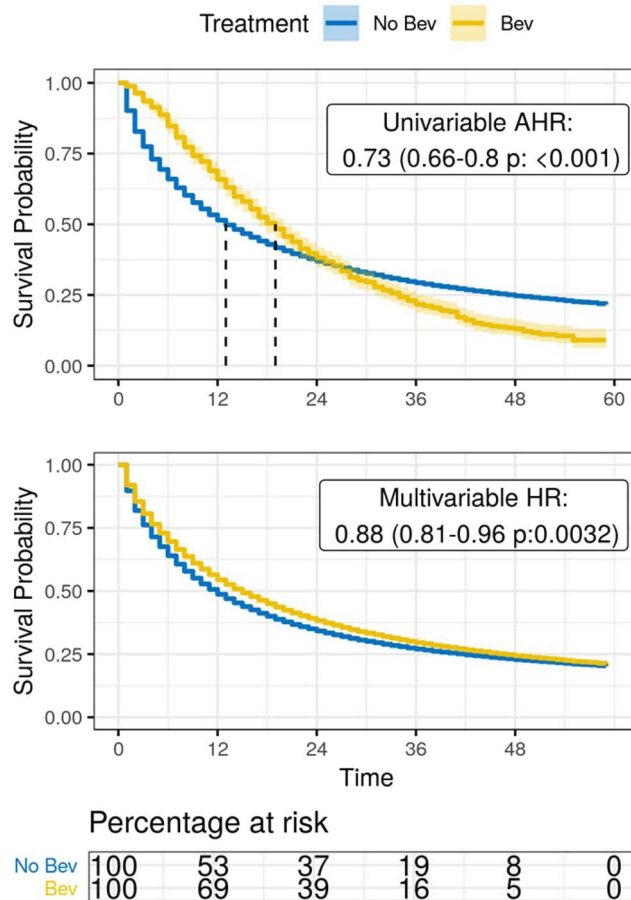 Treatment No Bev Bev
Survival Probability
1.00
0.75
0.50
0.25
0.00
Univariable AHR:
0.73 (0.66-0.8 p: <0.001)
0 12 24 36 48 60
Survival Probability
1.00
0.75
0.50
0.25
0.00
Multivariable HR:
0.88 (0.81-0.96 p:0.0032)
0 12 24 36 48
Time
Percentage at risk
No Bev 100 53 37 19 8 0
Bev 100 69 39 16 5 0